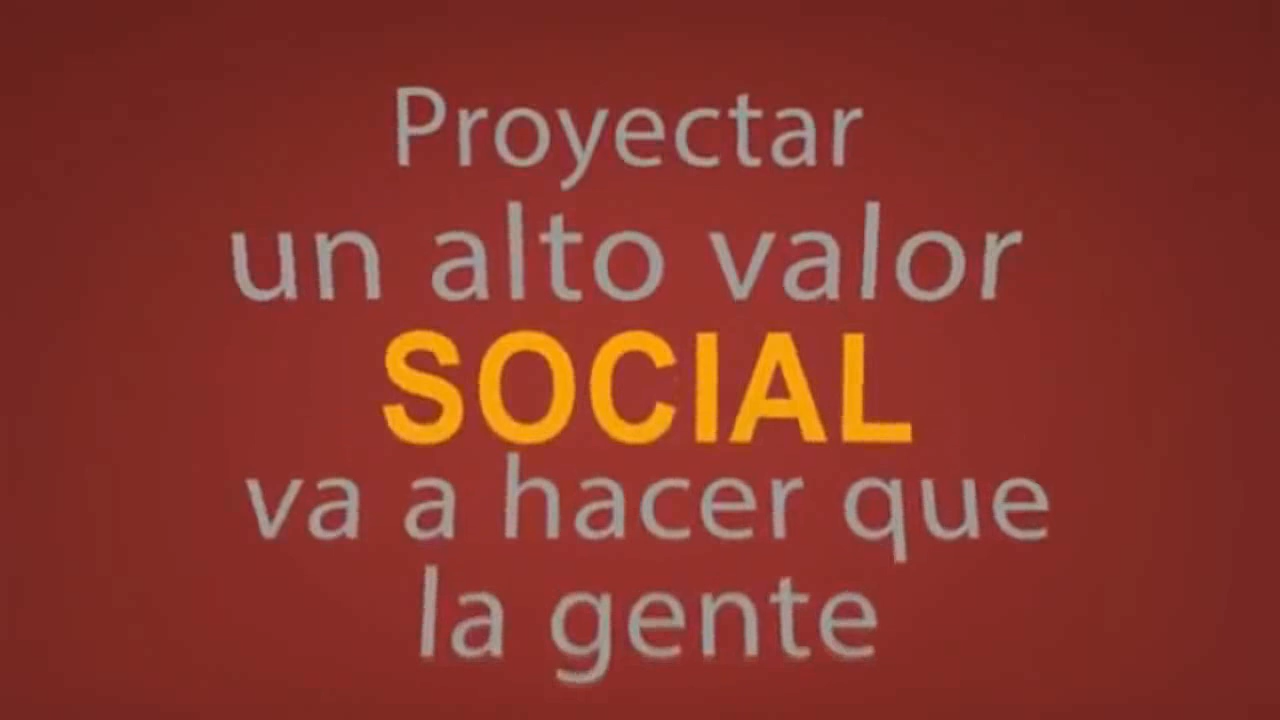 Proyectar
un alto valor
SOCIAL
va a hacer que
la gente